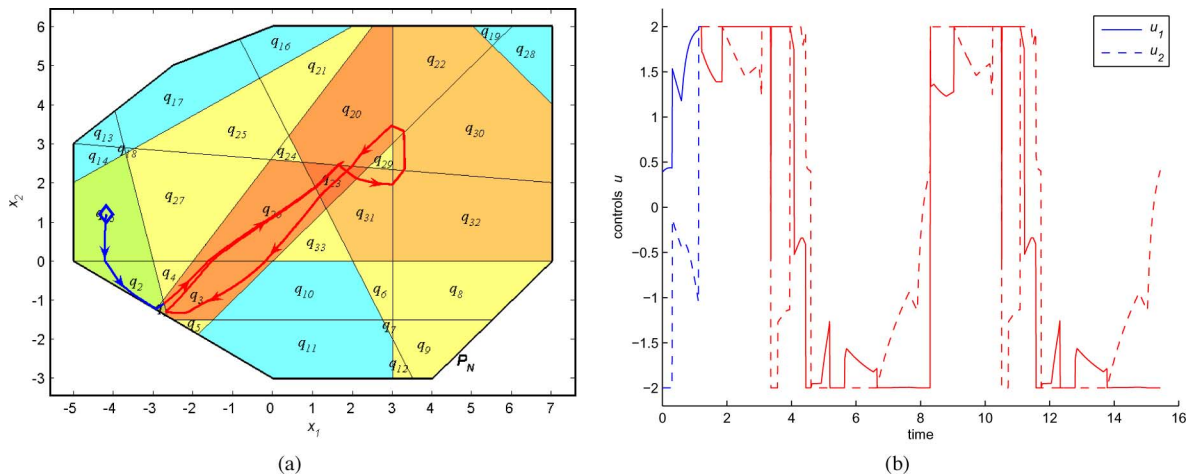 6
5
4
3
2
1
0
-1
-2
-3
x₂
-5 -4 -3 -2 -1 0 1 2 3 4 5 6 7
x₁
q₁₆
q₁₉
q₂₈
q₂₁
q₂₂
q₁₇
q₂₀
q₁₃
q₂₅
q₃₀
q₁₄
q₁₈
q₂₄
q₂₉
q₂₃
q₂₇
q₂₆
q₃₁
q₃₂
q₃₃
q₄
q₂
q₃
q₁₀
q₆
q₈
q₅
q₇
q₁₁
q₉
q₁₂
P_N
(a)
2
1.5
1
0.5
0
−0.5
−1
−1.5
−2
controls u
u₁
u₂
0 2 4 6 8 10 12 14 16
time
(b)